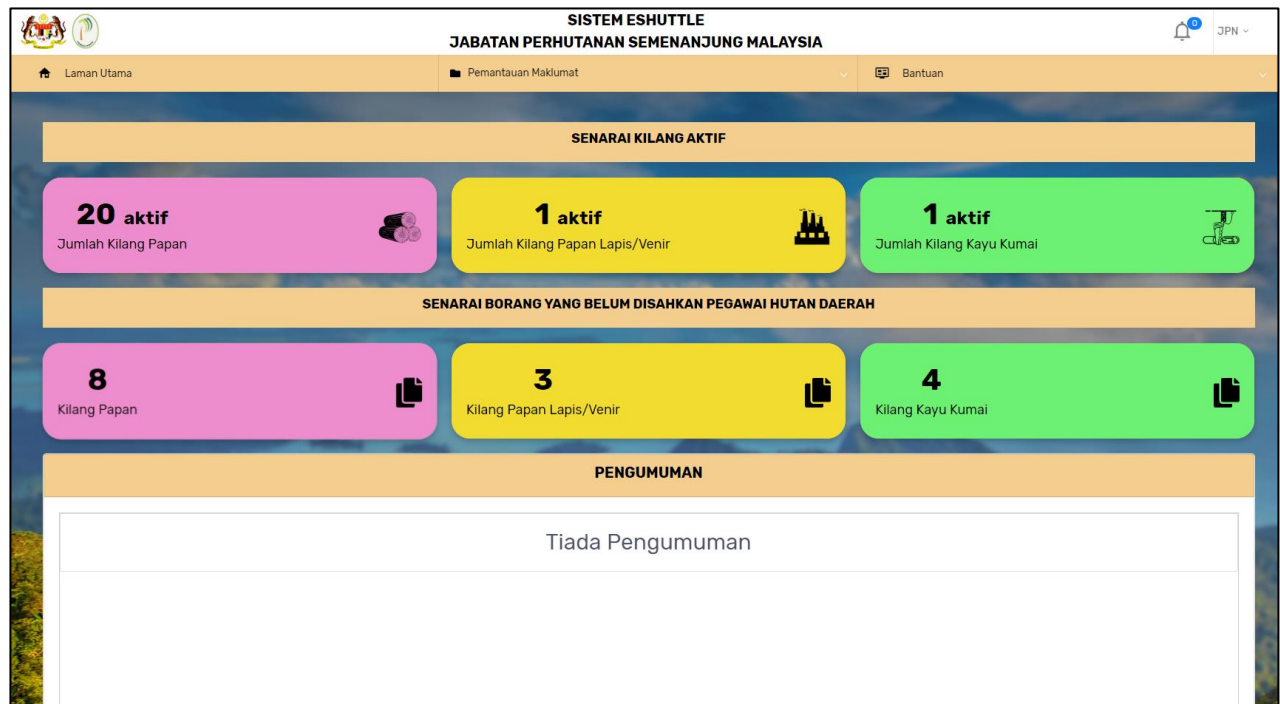 SISTEM ESHUTTLE
JABATAN PERHUTANAN SEMENANJUNG MALAYSIA
0
JPN
Laman Utama
Pemantauan Maklumat
Bantuan
SENARAI KILANG AKTIF
20 aktif
Jumlah Kilang Papan
1 aktif
Jumlah Kilang Papan Lapis/Venir
1 aktif
Jumlah Kilang Kayu Kumai
SENARAI BORANG YANG BELUM DISAHKAN PEGAWAI HUTAN DAERAH
8
Kilang Papan
3
Kilang Papan Lapis/Venir
4
Kilang Kayu Kumai
PENGUMUMAN
Tiada Pengumuman